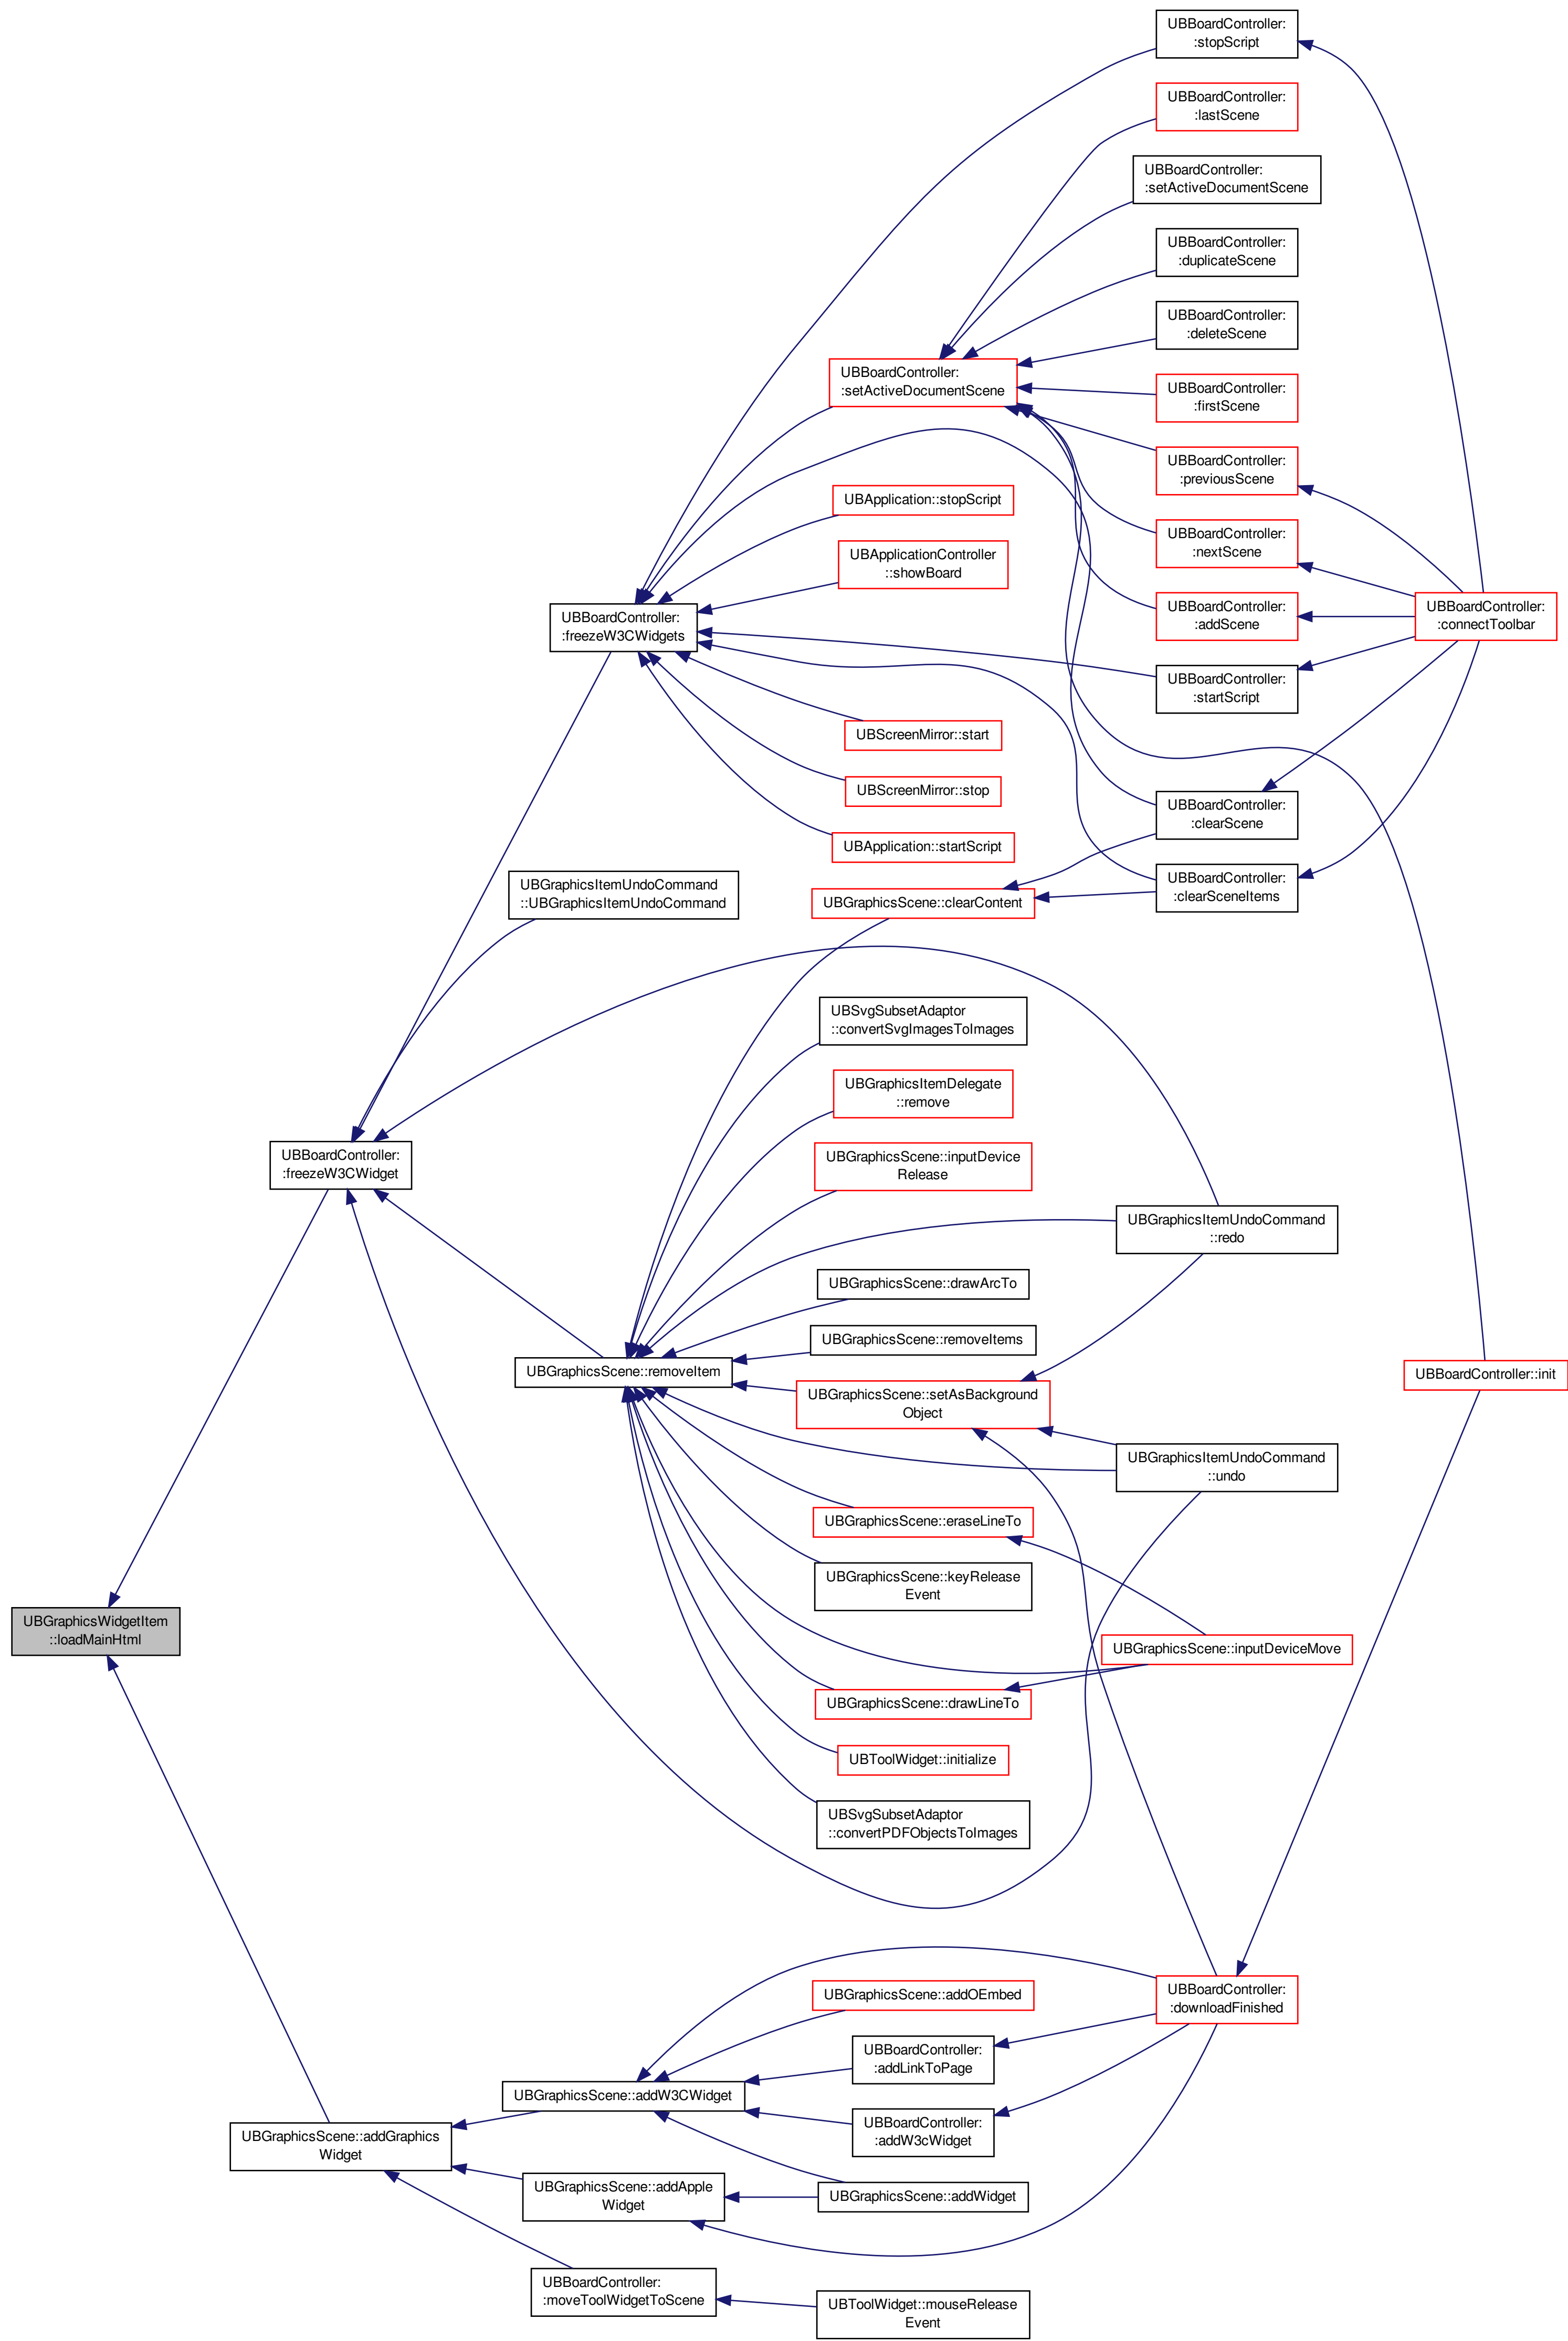 UBBoardController:
:stopScript
UBBoardController:
:lastScene
UBBoardController:
:setActiveDocumentScene
UBBoardController:
:duplicateScene
UBBoardController:
:deleteScene
UBBoardController:
:setActiveDocumentScene
UBBoardController:
:firstScene
UBBoardController:
:previousScene
UBApplication::stopScript
UBBoardController:
:nextScene
UBApplicationController
::showBoard
UBBoardController:
:freezeW3CWidgets
UBBoardController:
:addScene
UBBoardController:
:connectToolbar
UBBoardController:
:startScript
UBScreenMirror::start
UBScreenMirror::stop
UBBoardController:
:clearScene
UBApplication::startScript
UBGraphicsItemUndoCommand
::UBGraphicsItemUndoCommand
UBGraphicsScene::clearContent
UBBoardController:
:clearSceneItems
UBSvgSubsetAdaptor
::convertSvgImagesToImages
UBGraphicsItemDelegate
::remove
UBBoardController:
:freezeW3CWidget
UBGraphicsScene::inputDevice
Release
UBGraphicsItemUndoCommand
::redo
UBGraphicsScene::drawArcTo
UBGraphicsScene::removeItems
UBGraphicsScene::removeItem
UBBoardController::init
UBGraphicsScene::setAsBackground
Object
UBGraphicsItemUndoCommand
::undo
UBGraphicsScene::eraseLineTo
UBGraphicsScene::keyRelease
Event
UBGraphicsWidgetItem
::loadMainHtml
UBGraphicsScene::inputDeviceMove
UBGraphicsScene::drawLineTo
UBToolWidget::initialize
UBSvgSubsetAdaptor
::convertPDFObjectsToImages
UBGraphicsScene::addOEmbed
UBBoardController:
:downloadFinished
UBBoardController:
:addLinkToPage
UBGraphicsScene::addW3CWidget
UBBoardController:
:addW3cWidget
UBGraphicsScene::addGraphics
Widget
UBGraphicsScene::addApple
Widget
UBGraphicsScene::addWidget
UBBoardController:
:moveToolWidgetToScene
UBToolWidget::mouseRelease
Event